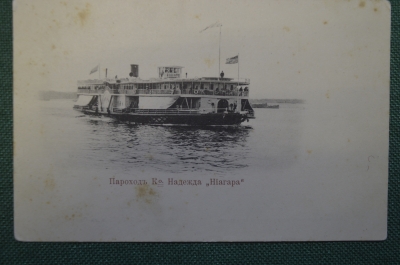 Пароходъ Ко Надежда „Ніагара"